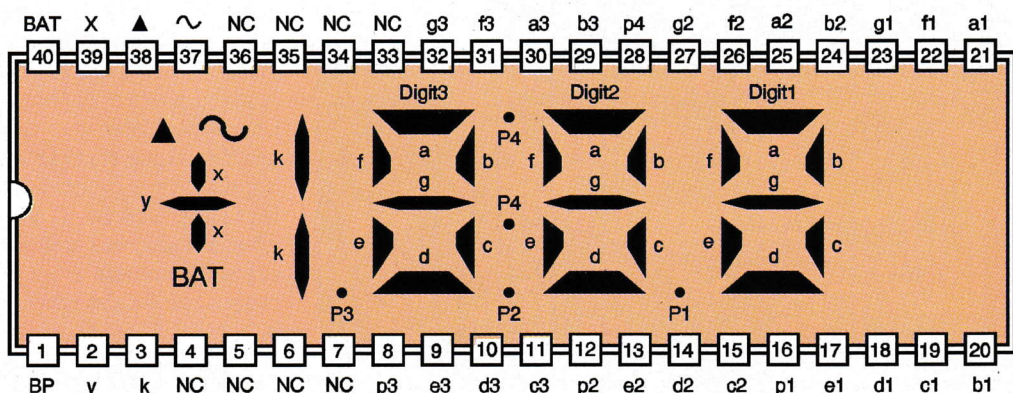 BAT X ▲ ∿ NC NC NC NC g3 f3 a3 b3 p4 g2 f2 a2 b2 g1 f1 a1
40 39 38 37 36 35 34 33 32 31 30 29 28 27 26 25 24 23 22 21
Digit3 Digit2 Digit1
P4
k f a b f a b f a b
x g g g
y P4
x
k e d c e d c e d c
BAT
P3 P2 P1
1 2 3 4 5 6 7 8 9 10 11 12 13 14 15 16 17 18 19 20
BP y k NC NC NC NC p3 e3 d3 c3 p2 e2 d2 c2 p1 e1 d1 c1 b1